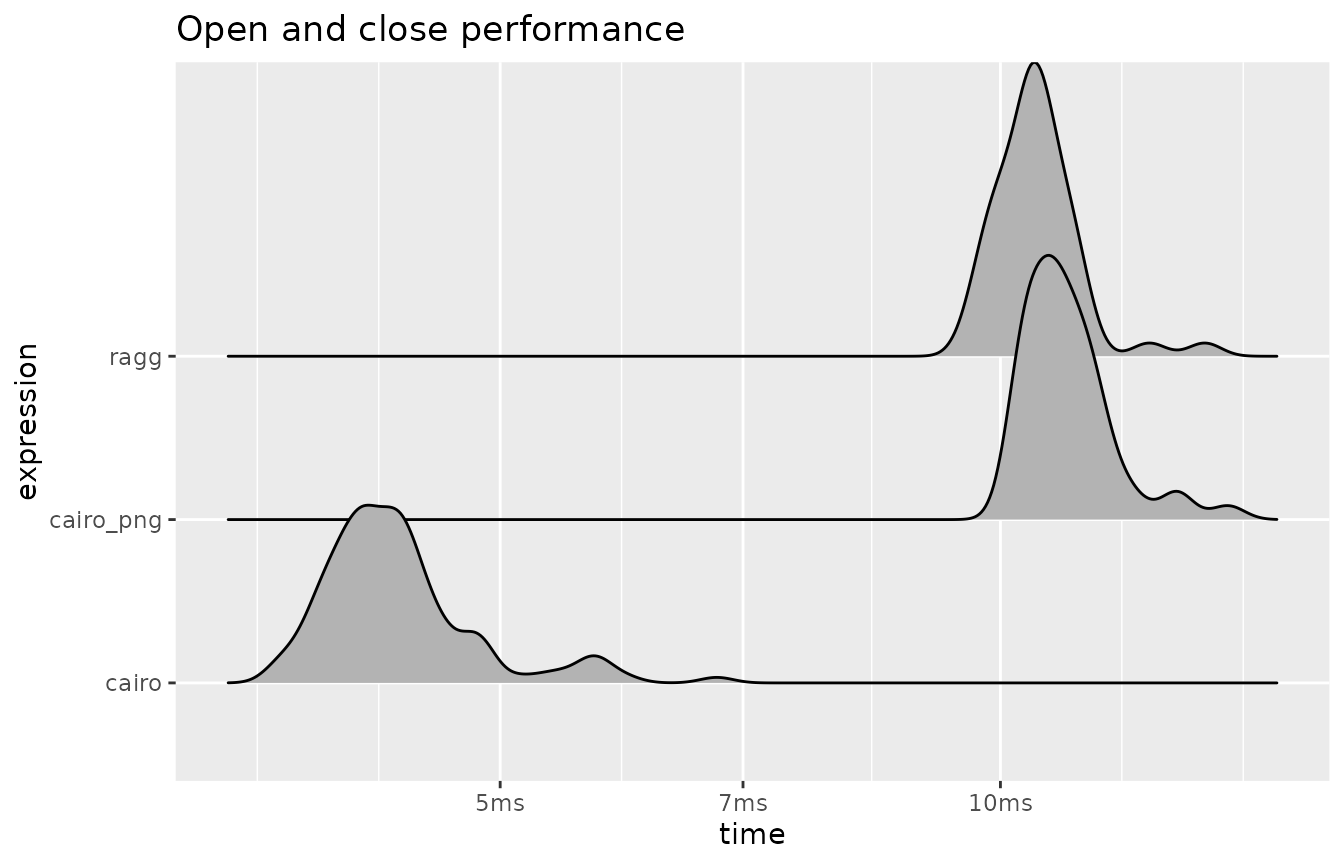 Open and close performance
expression
ragg
cairo_png
cairo
5ms 7ms 10ms
time